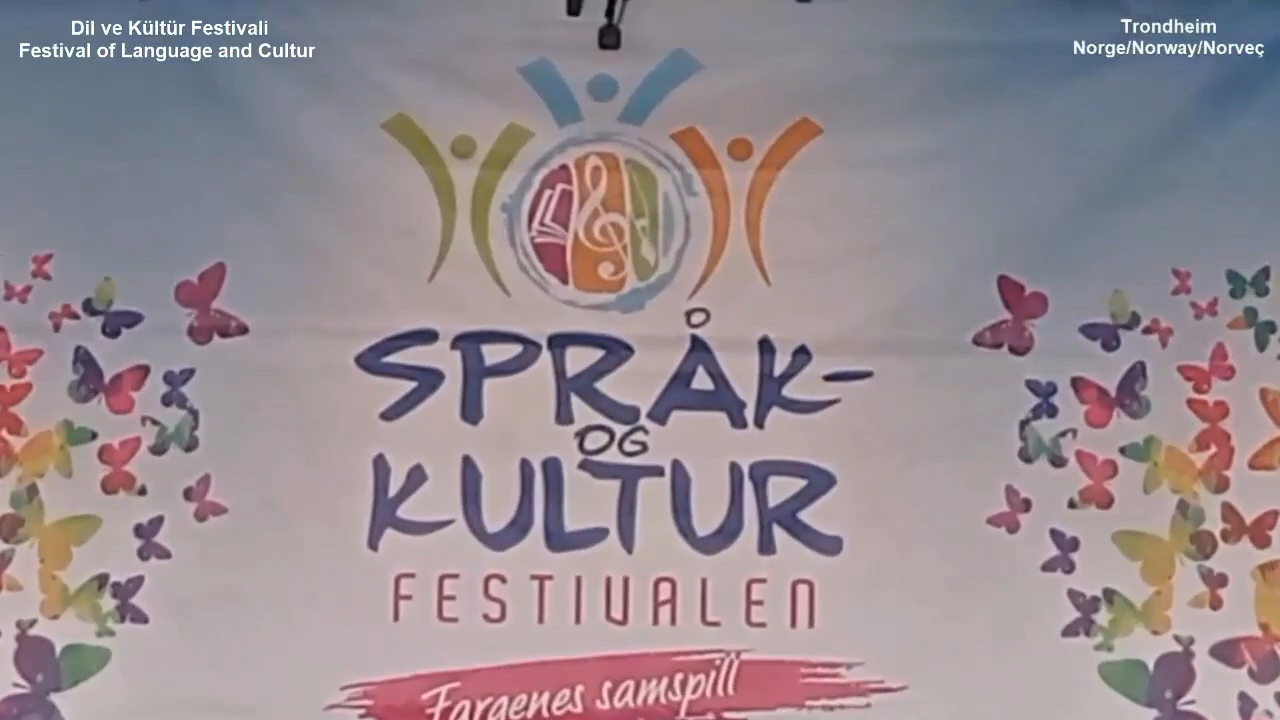 Dil ve Kültür Festivali
Festival of Language and Cultur
Trondheim
Norge/Norway/Norveç
SPRÅK-
OG
KULTUR
FESTIVALEN
Fargenes samspill